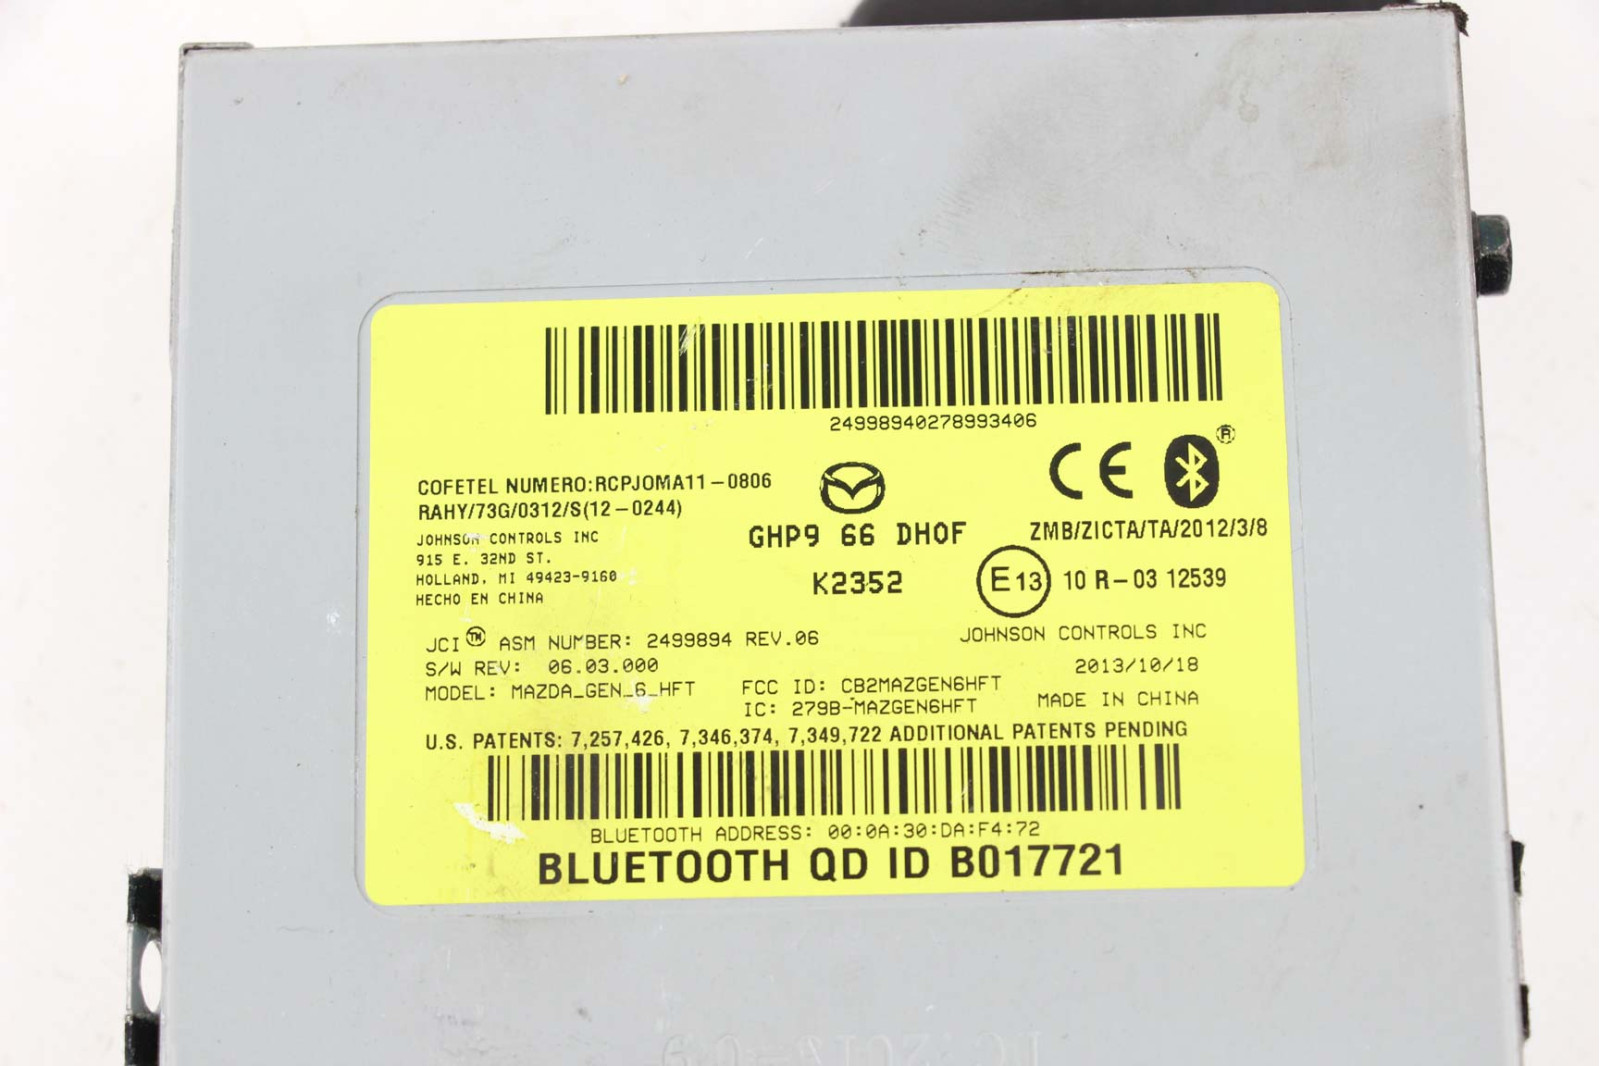 24998940278993406
COFETEL NUMERO:RCPJOMA11-0806
RAHY/73G/0312/S(12-0244)
JOHNSON CONTROLS INC
915 E. 32ND ST.
HOLLAND, MI 49423-9160
HECHO EN CHINA
GHP9 66 DH0F
K2352
CE
R
ZMB/ZICTA/TA/2012/3/8
E13 10 R-03 12539
JCI™ ASM NUMBER: 2499894 REV.06
S/W REV: 06.03.000
MODEL: MAZDA_GEN_6_HFT
FCC ID: CB2MAZGEN6HFT
IC: 279B-MAZGEN6HFT
JOHNSON CONTROLS INC
2013/10/18
MADE IN CHINA
U.S. PATENTS: 7,257,426, 7,346,374, 7,349,722 ADDITIONAL PATENTS PENDING
BLUETOOTH ADDRESS: 00:0A:30:DA:F4:72
BLUETOOTH QD ID B017721